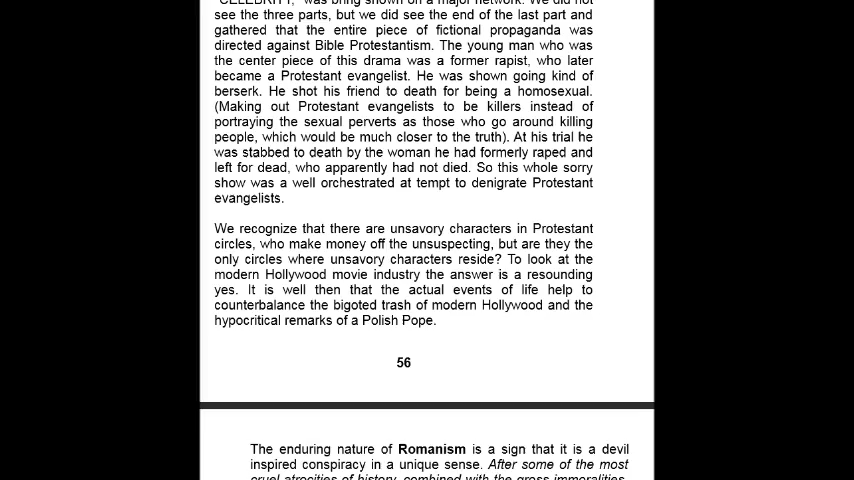 "CELEBRITY," was bring shown on a major network. We did not
see the three parts, but we did see the end of the last part and
gathered that the entire piece of fictional propaganda was
directed against Bible Protestantism. The young man who was
the center piece of this drama was a former rapist, who later
became a Protestant evangelist. He was shown going kind of
berserk. He shot his friend to death for being a homosexual.
(Making out Protestant evangelists to be killers instead of
portraying the sexual perverts as those who go around killing
people, which would be much closer to the truth). At his trial he
was stabbed to death by the woman he had formerly raped and
left for dead, who apparently had not died. So this whole sorry
show was a well orchestrated at tempt to denigrate Protestant
evangelists.
We recognize that there are unsavory characters in Protestant
circles, who make money off the unsuspecting, but are they the
only circles where unsavory characters reside? To look at the
modern Hollywood movie industry the answer is a resounding
yes. It is well then that the actual events of life help to
counterbalance the bigoted trash of modern Hollywood and the
hypocritical remarks of a Polish Pope.
56
The enduring nature of Romanism is a sign that it is a devil
inspired conspiracy in a unique sense. After some of the most
cruel atrocities of history, combined with the gross immoralities,